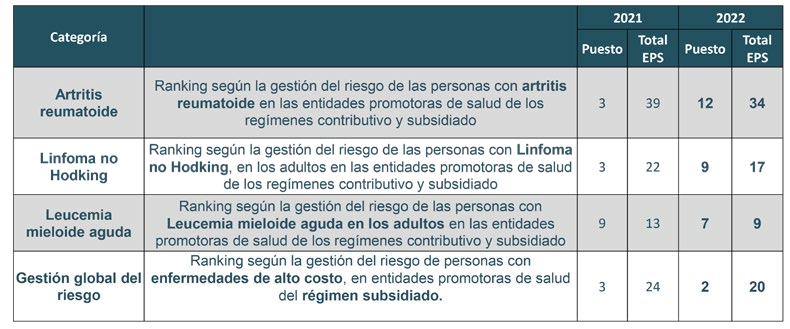 Categoría 2021 2022
Puesto Total EPS Puesto Total EPS
Artritis reumatoide
Ranking según la gestión del riesgo de las personas con artritis
reumatoide en las entidades promotoras de salud de los
regímenes contributivo y subsidiado
3 39 12 34
Linfoma no Hodking
Ranking según la gestión del riesgo de las personas con Linfoma
no Hodking, en los adultos en las entidades promotoras de salud
de los regímenes contributivo y subsidiado
3 22 9 17
Leucemia mieloide aguda
Ranking según la gestión del riesgo de las personas con
Leucemia mieloide aguda en los adultos en las entidades
promotoras de salud de los regímenes contributivo y subsidiado
9 13 7 9
Gestión global del riesgo
Ranking según la gestión del riesgo de personas con
enfermedades de alto costo, en entidades promotoras de salud
del régimen subsidiado.
3 24 2 20